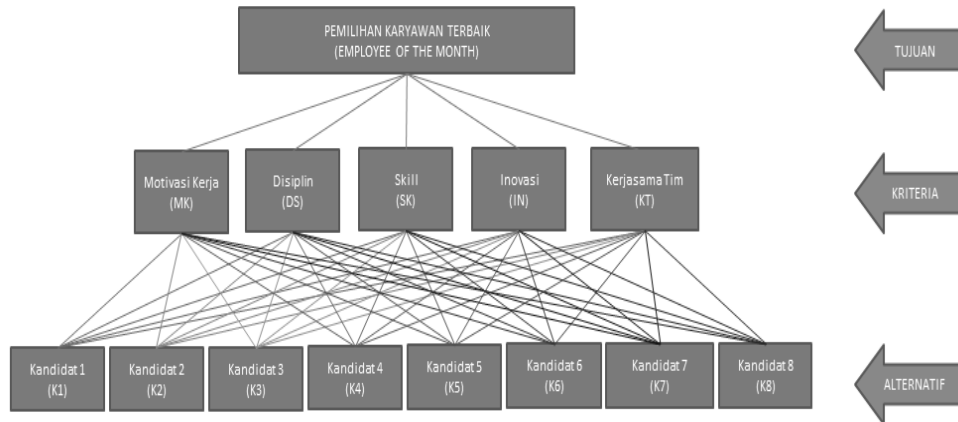 PEMILIHAN KARYAWAN TERBAIK
(EMPLOYEE OF THE MONTH)
TUJUAN
Motivasi Kerja
(MK)
Disiplin
(DS)
Skill
(SK)
Inovasi
(IN)
Kerjasama Tim
(KT)
KRITERIA
Kandidat 1
(K1)
Kandidat 2
(K2)
Kandidat 3
(K3)
Kandidat 4
(K4)
Kandidat 5
(K5)
Kandidat 6
(K6)
Kandidat 7
(K7)
Kandidat 8
(K8)
ALTERNATIF